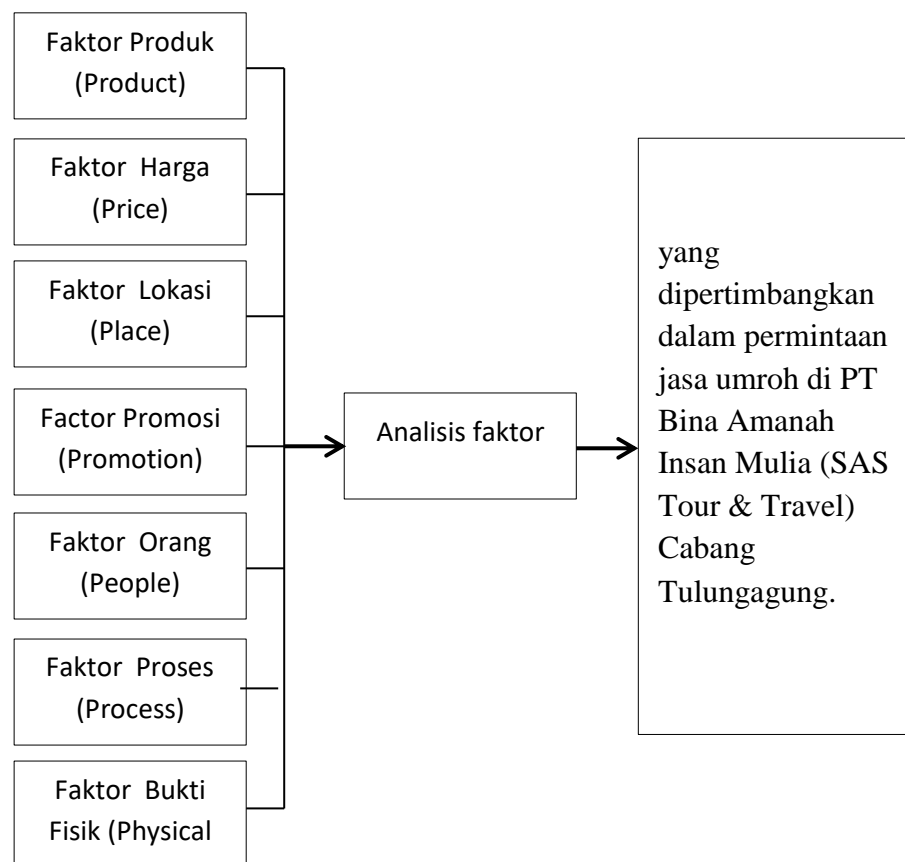 Faktor Produk
(Product)
Faktor Harga
(Price)
Faktor Lokasi
(Place)
Factor Promosi
(Promotion)
Faktor Orang
(People)
Faktor Proses
(Process)
Faktor Bukti
Fisik (Physical
Analisis faktor
yang
dipertimbangkan
dalam permintaan
jasa umroh di PT
Bina Amanah
Insan Mulia (SAS
Tour & Travel)
Cabang
Tulungagung.